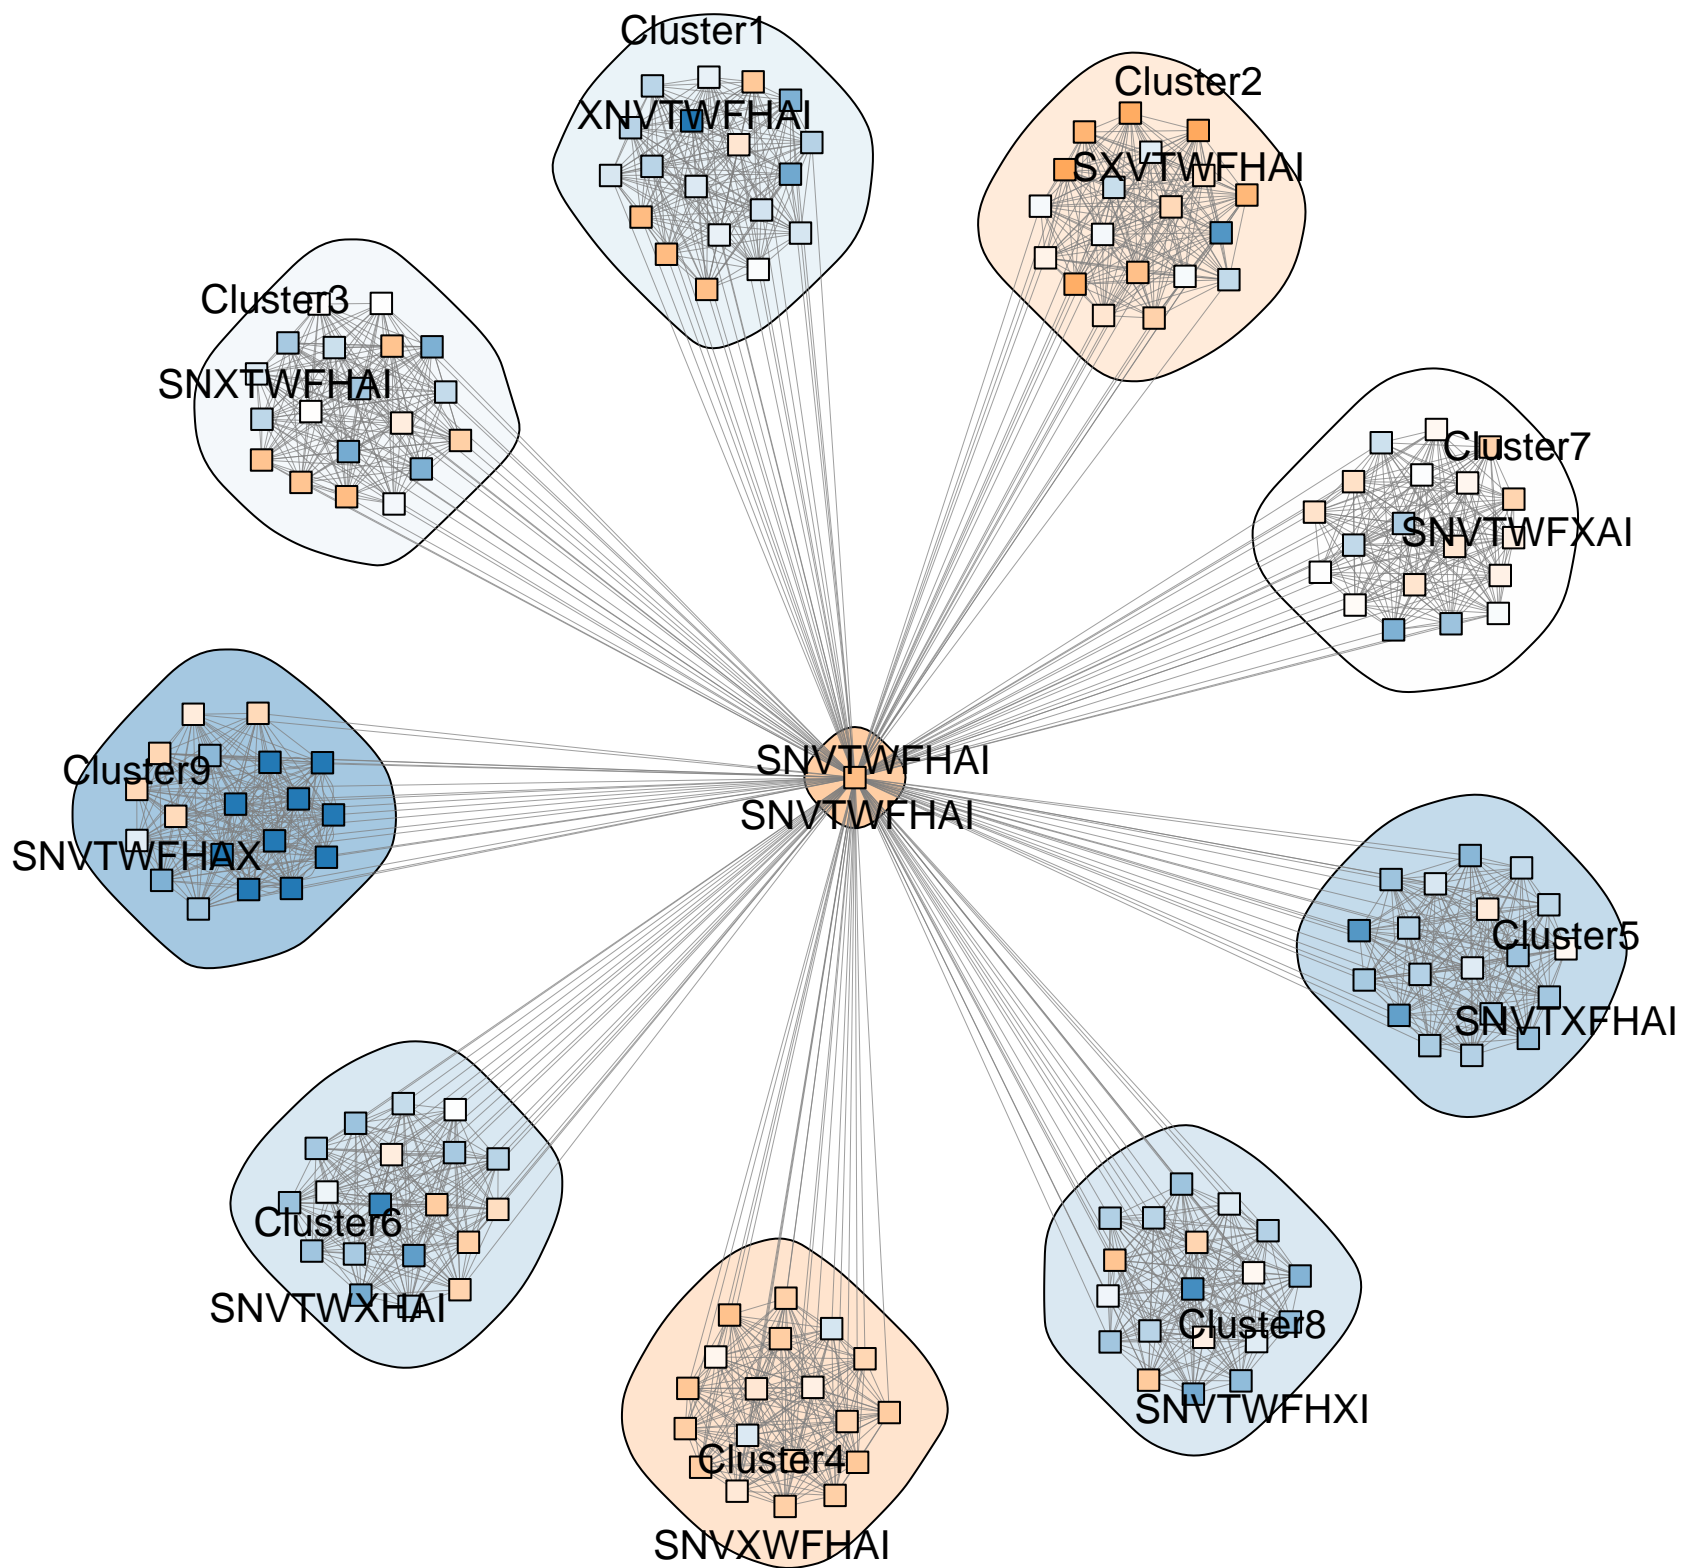 Cluster1
XNVTWFHAI
Cluster2
SXVTWFHAI
Cluster3
SNXTWFHAI
Cluster7
SNVTWFXAI
Cluster9
SNVTWFHAX
SNVTWFHAI
SNVTWFHAI
Cluster5
SNVTXFHAI
Cluster6
SNVTWXHAI
Cluster8
SNVTWFHXI
Cluster4
SNVXWFHAI